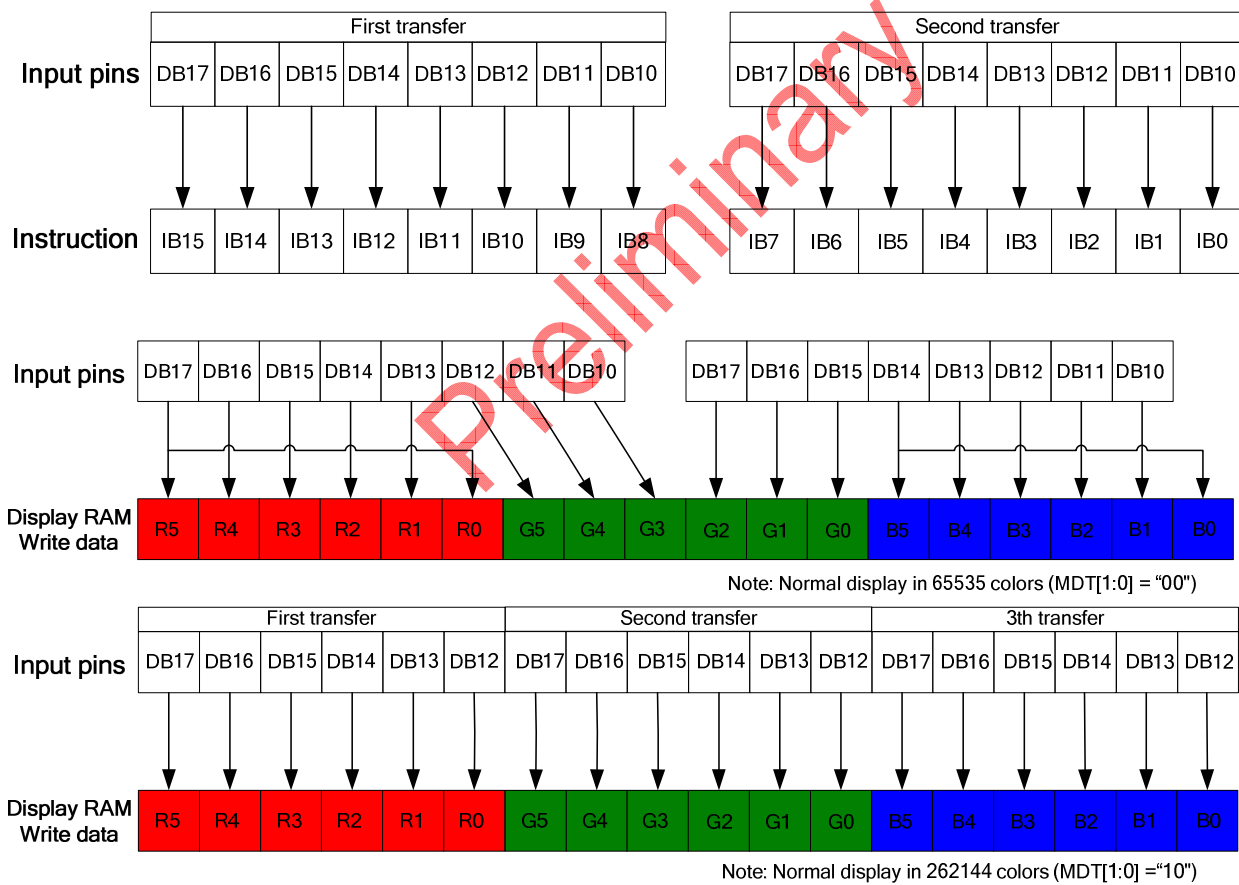 First transfer Second transfer
Input pins DB17 DB16 DB15 DB14 DB13 DB12 DB11 DB10 DB17 DB16 DB15 DB14 DB13 DB12 DB11 DB10
Instruction IB15 IB14 IB13 IB12 IB11 IB10 IB9 IB8 IB7 IB6 IB5 IB4 IB3 IB2 IB1 IB0
Preliminary
Input pins DB17 DB16 DB15 DB14 DB13 DB12 DB11 DB10 DB17 DB16 DB15 DB14 DB13 DB12 DB11 DB10
Display RAM
Write data
R5 R4 R3 R2 R1 R0 G5 G4 G3 G2 G1 G0 B5 B4 B3 B2 B1 B0
Note: Normal display in 65535 colors (MDT[1:0] = “00")
First transfer Second transfer 3th transfer
Input pins DB17 DB16 DB15 DB14 DB13 DB12 DB17 DB16 DB15 DB14 DB13 DB12 DB17 DB16 DB15 DB14 DB13 DB12
Display RAM
Write data
R5 R4 R3 R2 R1 R0 G5 G4 G3 G2 G1 G0 B5 B4 B3 B2 B1 B0
Note: Normal display in 262144 colors (MDT[1:0] =“10")